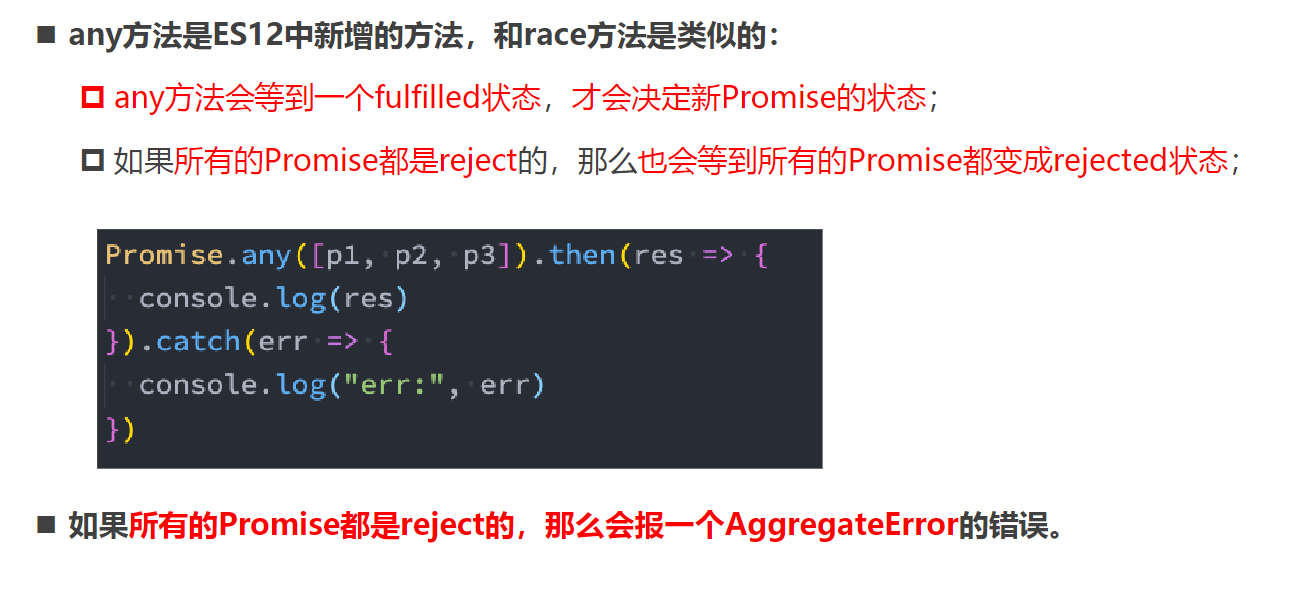 any方法是ES12中新增的方法，和race方法是类似的：
any方法会等到一个fulfilled状态，才会决定新Promise的状态；
如果所有的Promise都是reject的，那么也会等到所有的Promise都变成rejected状态；
Promise.any([p1, p2, p3]).then(res => {
  console.log(res)
}).catch(err => {
  console.log("err:", err)
})
如果所有的Promise都是reject的，那么会报一个AggregateError的错误。